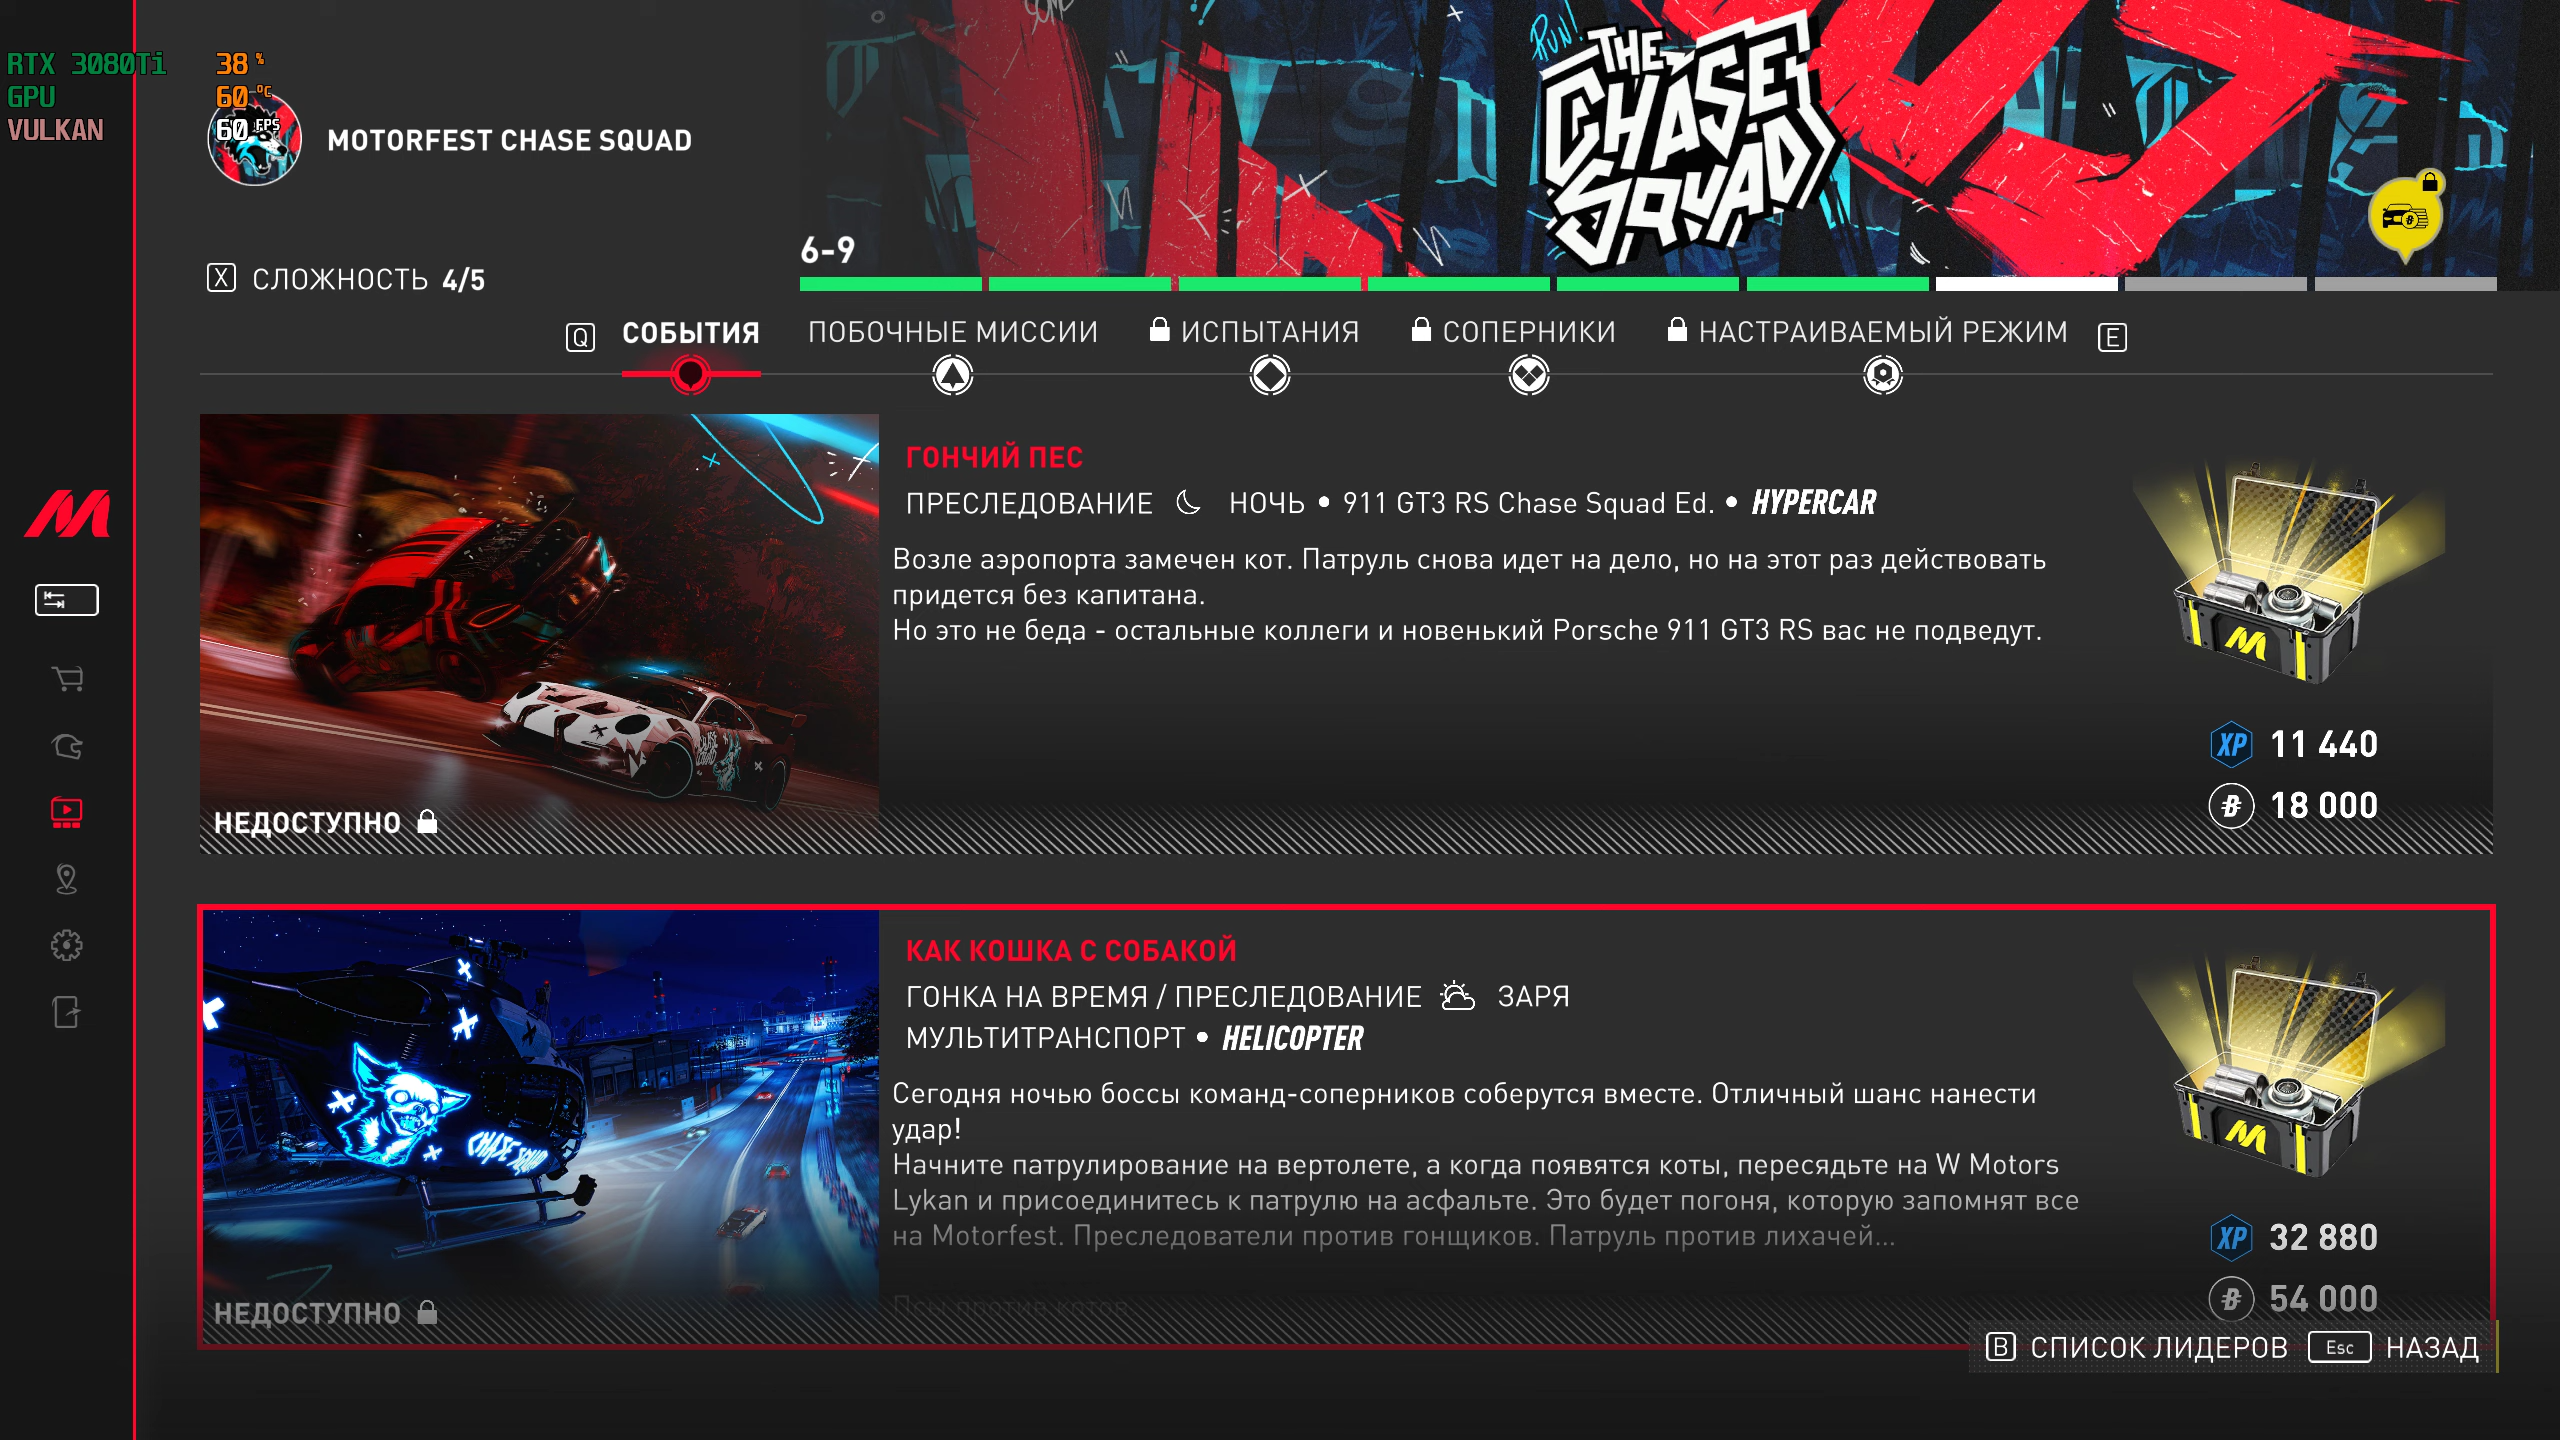 RTX 3080Ti 38 %
GPU 60 °C
VULKAN 60 FPS
MOTORFEST CHASE SQUAD
RUN!
THE
CHASE
SQUAD
6-9
X СЛОЖНОСТЬ 4/5
Q СОБЫТИЯ ПОБОЧНЫЕ МИССИИ ИСПЫТАНИЯ СОПЕРНИКИ НАСТРАИВАЕМЫЙ РЕЖИМ E
ГОНЧИЙ ПЕС
ПРЕСЛЕДОВАНИЕ НОЧЬ • 911 GT3 RS Chase Squad Ed. • HYPERCAR
Возле аэропорта замечен кот. Патруль снова идет на дело, но на этот раз действовать
придется без капитана.
Но это не беда - остальные коллеги и новенький Porsche 911 GT3 RS вас не подведут.
XP 11 440
18 000
НЕДОСТУПНО
КАК КОШКА С СОБАКОЙ
ГОНКА НА ВРЕМЯ / ПРЕСЛЕДОВАНИЕ ЗАРЯ
МУЛЬТИТРАНСПОРТ • HELICOPTER
Сегодня ночью боссы команд-соперников соберутся вместе. Отличный шанс нанести
удар!
Начните патрулирование на вертолете, а когда появятся коты, пересядьте на W Motors
Lykan и присоединитесь к патрулю на асфальте. Это будет погоня, которую запомнят все
на Motorfest. Преследователи против гонщиков. Патруль против лихачей...
Псы против котов
CHASE SQUAD
XP 32 880
54 000
НЕДОСТУПНО
B СПИСОК ЛИДЕРОВ Esc НАЗАД